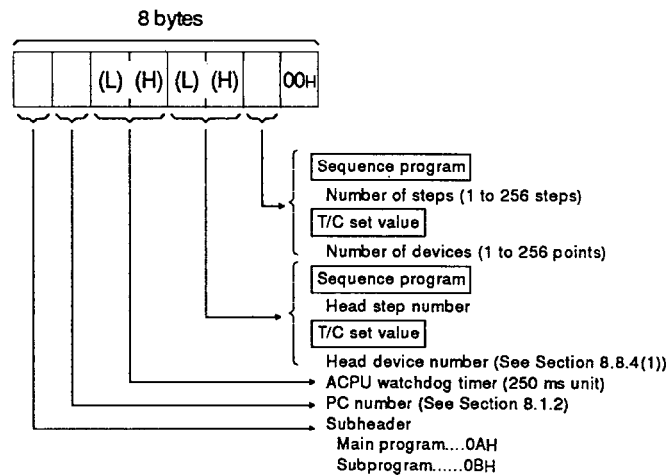 8 bytes
(L) (H) (L) (H) 00H
Sequence program
Number of steps (1 to 256 steps)
T/C set value
Number of devices (1 to 256 points)
Sequence program
Head step number
T/C set value
Head device number (See Section 8.8.4(1))
ACPU watchdog timer (250 ms unit)
PC number (See Section 8.1.2)
Subheader
Main program....0AH
Subprogram......0BH